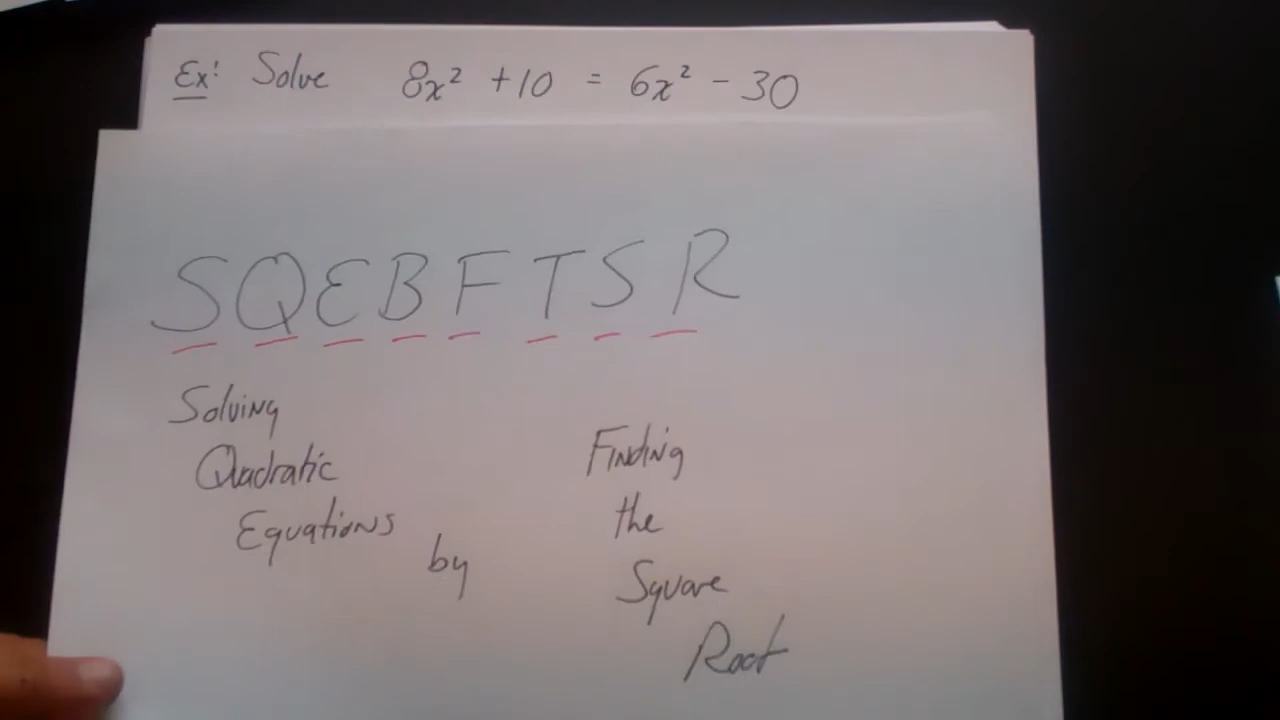 Ex: Solve 8x² + 10 = 6x² - 30
SQEBFTSR
Solving
Quadratic
Equations
by
Finding
the
Square
Root